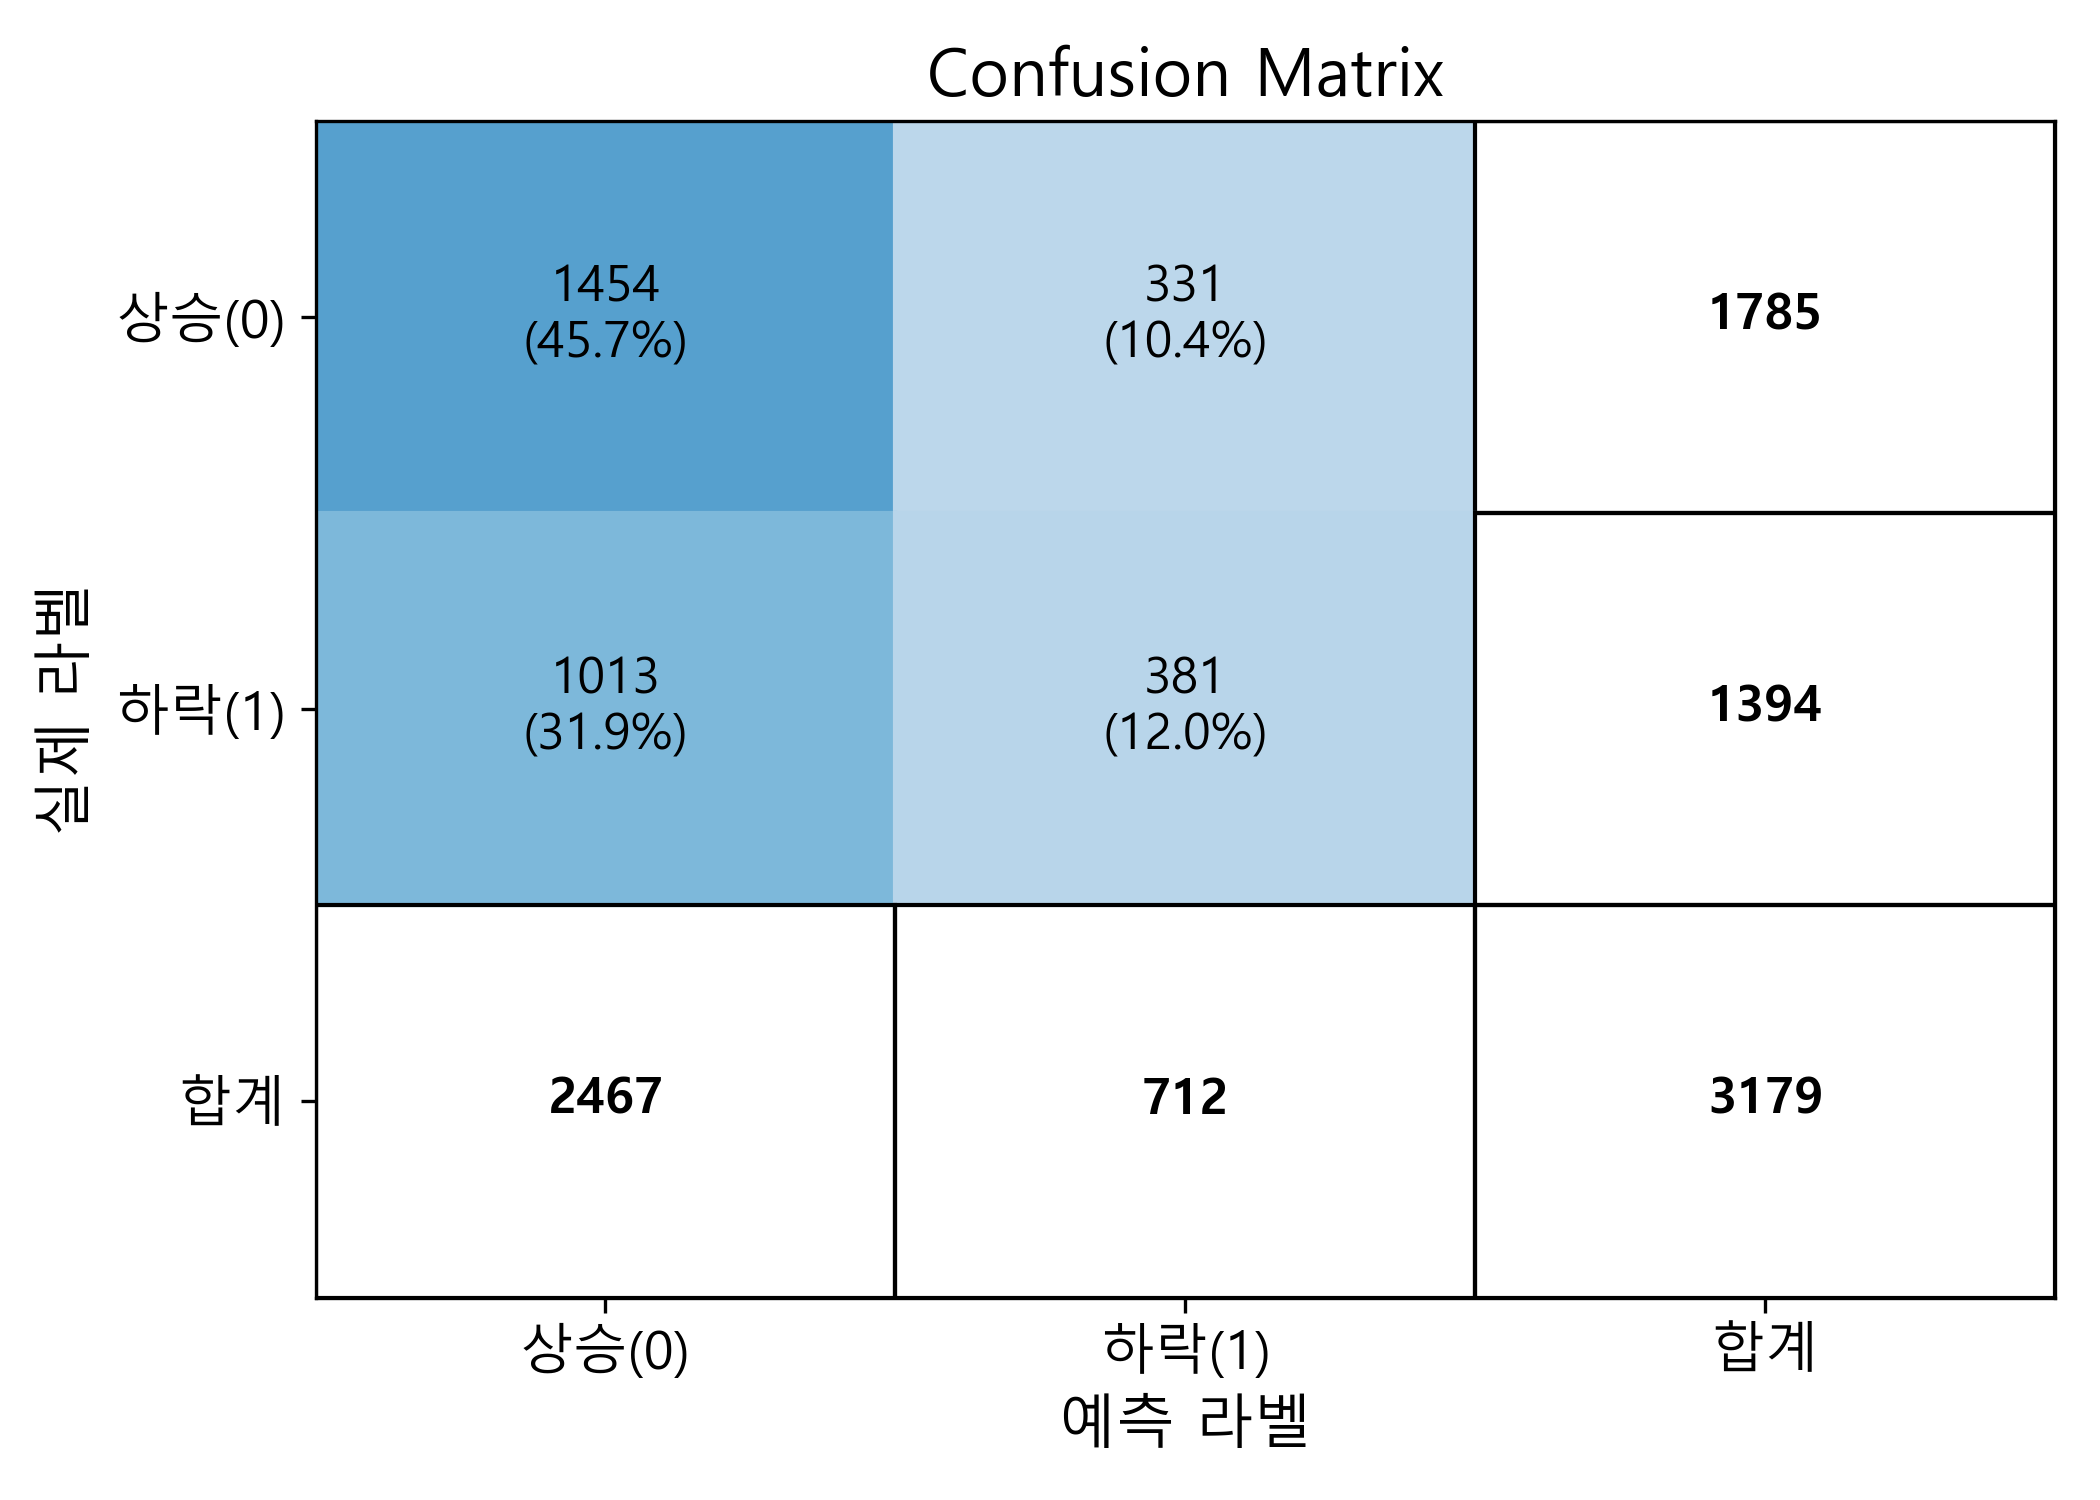 Confusion Matrix
실제 라벨
상승(0)
1454
(45.7%)
331
(10.4%)
1785
하락(1)
1013
(31.9%)
381
(12.0%)
1394
합계
2467
712
3179
상승(0)
하락(1)
합계
예측 라벨